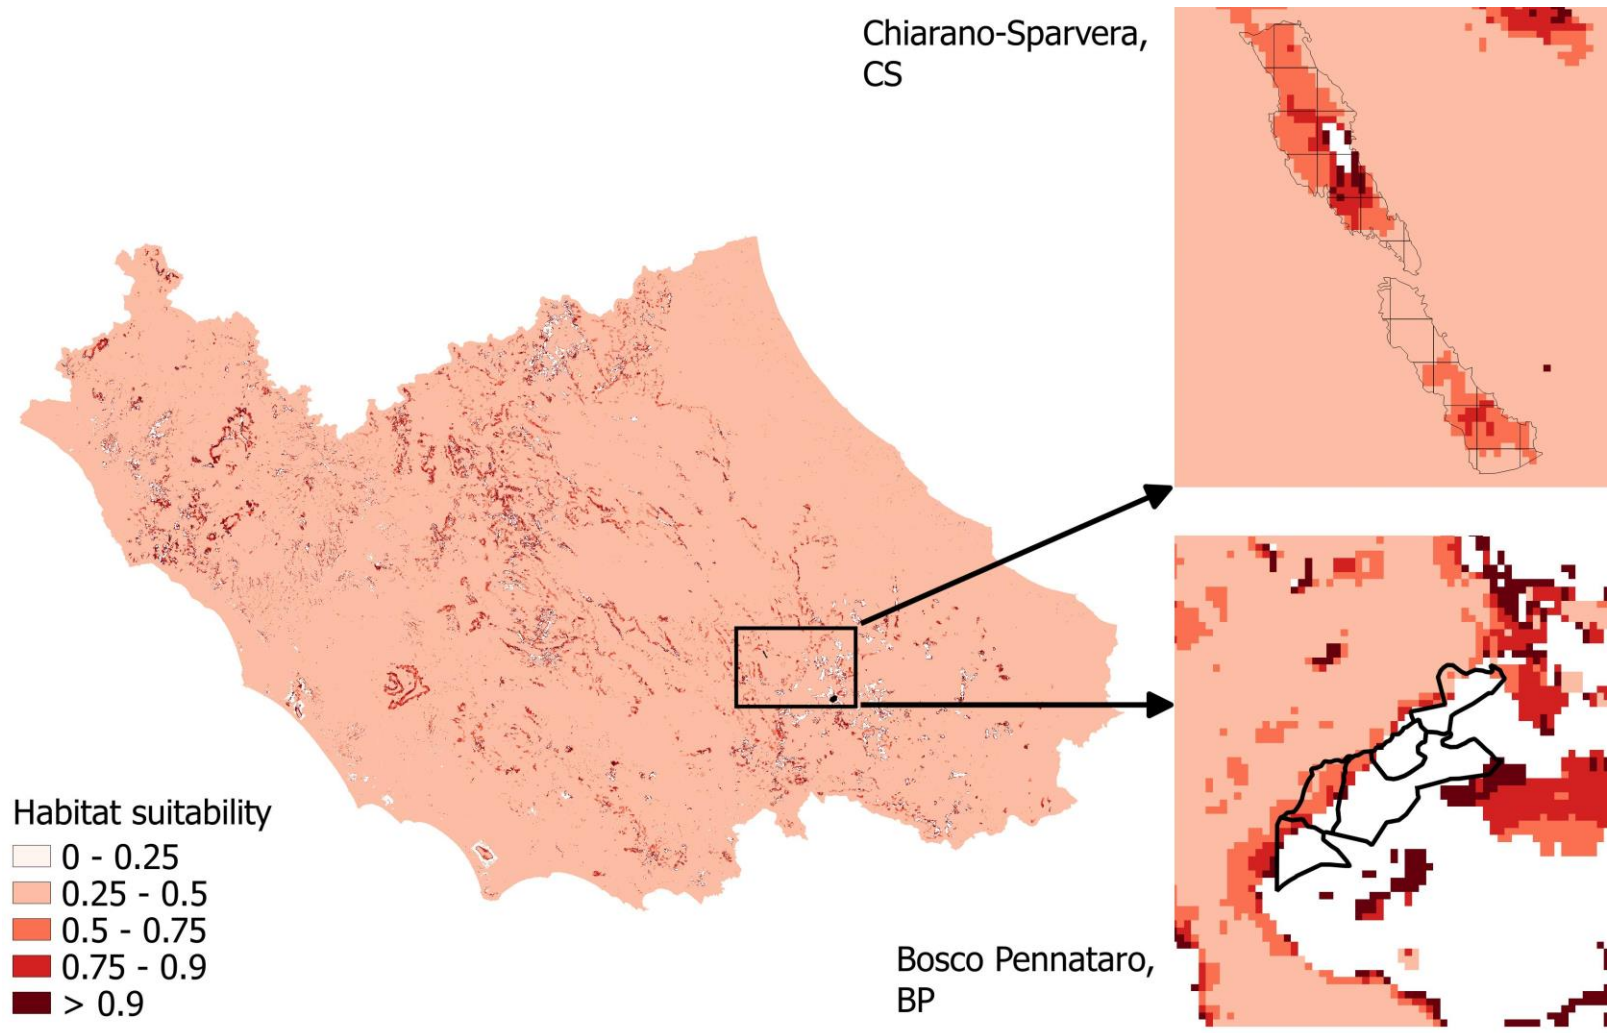 Chiarano-Sparvera,
CS
Habitat suitability
0 - 0.25
0.25 - 0.5
0.5 - 0.75
0.75 - 0.9
> 0.9
Bosco Pennataro,
BP